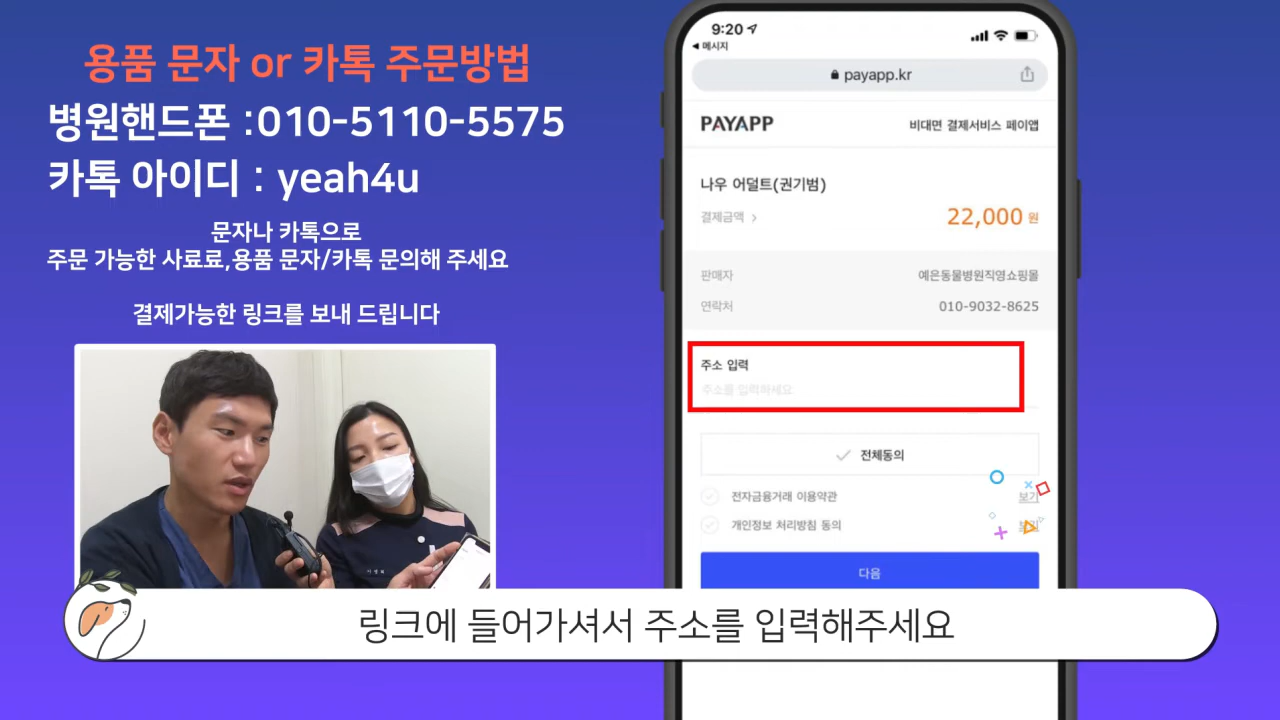 용품 문자 or 카톡 주문방법
병원핸드폰 :010-5110-5575
카톡 아이디 : yeah4u
문자나 카톡으로
주문 가능한 사료료,용품 문자/카톡 문의해 주세요
결제가능한 링크를 보내 드립니다
9:20
메시지
payapp.kr
PAYAPP
비대면 결제서비스 페이앱
나우 어덜트(권기범)
결제금액 >
22,000 원
판매자
예은동물병원직영쇼핑몰
연락처
010-9032-8625
주소 입력
주소를 입력하세요
전체동의
전자금융거래 이용약관
보기
개인정보 처리방침 동의
보기
다음
링크에 들어가셔서 주소를 입력해주세요